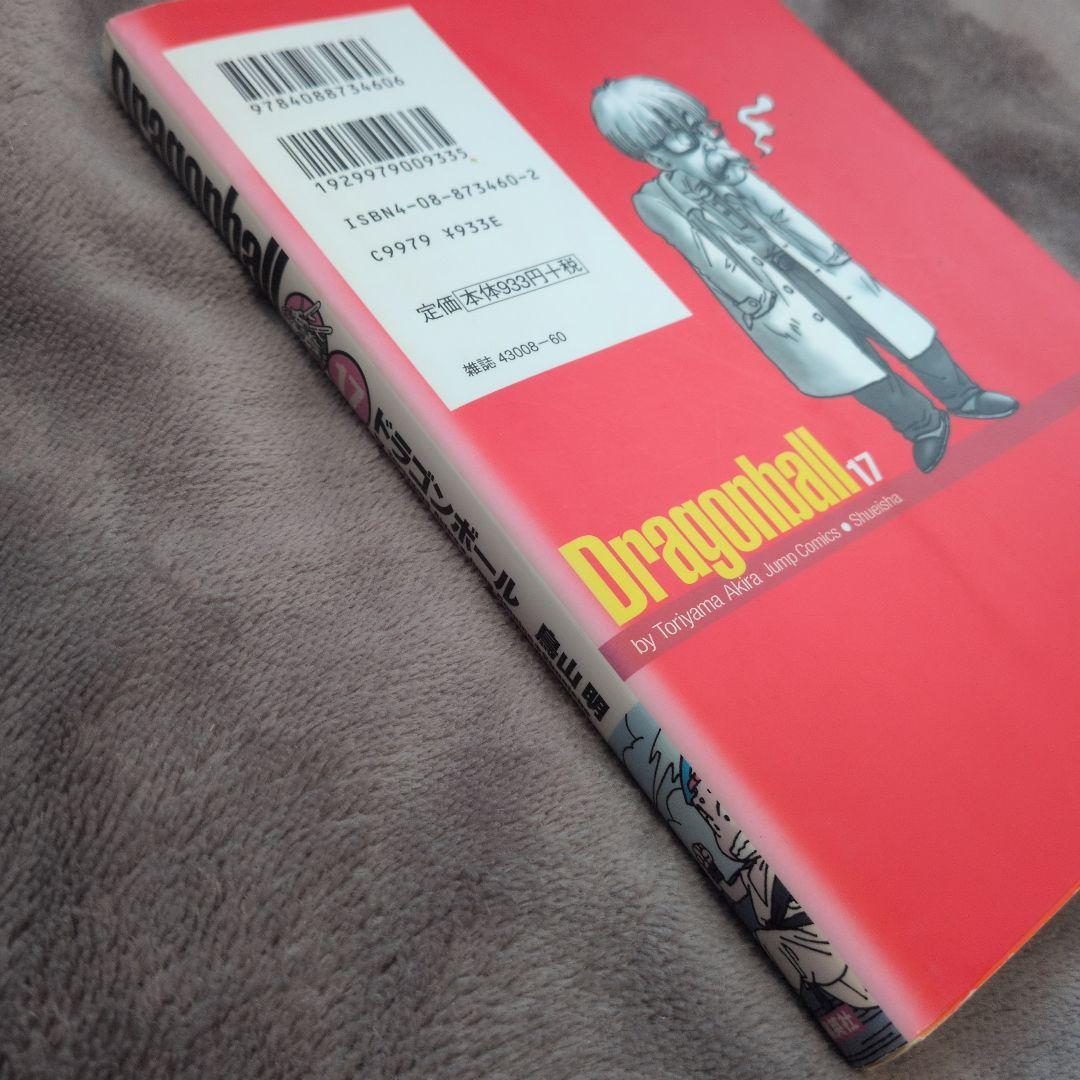 9784088734606
1929979009335
ISBN4-08-873460-2
C9979 ¥933E
定価 本体933円十税
雑誌 43008-60
Dragonball 17
by Toriyama Akira Jump Comics ● Shueisha
Dragonball
17
ドラゴンボール
鳥山明